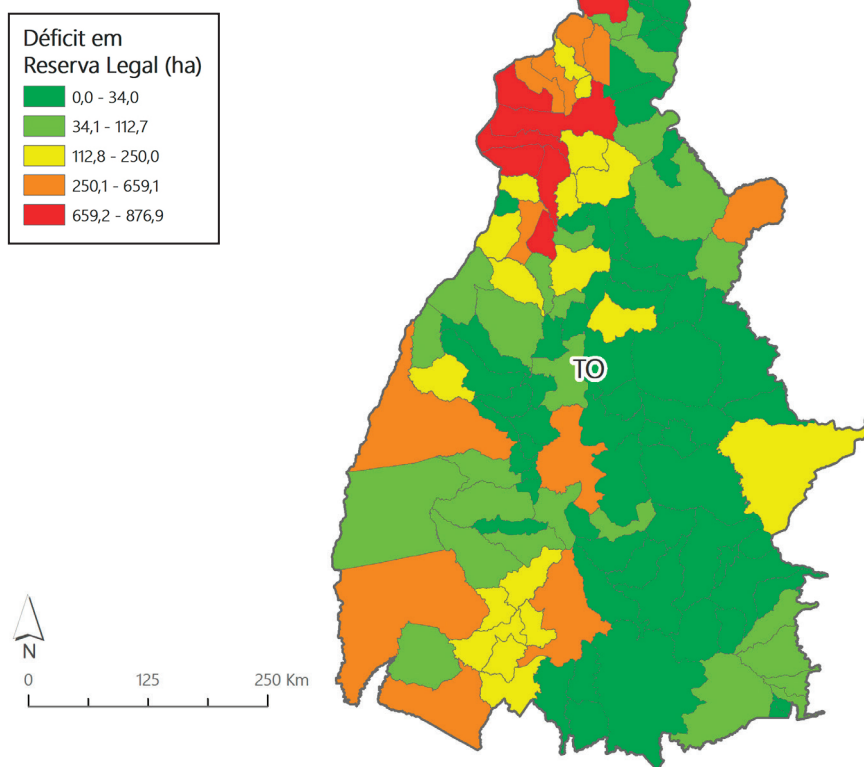 Déficit em
Reserva Legal (ha)
0,0 - 34,0
34,1 - 112,7
112,8 - 250,0
250,1 - 659,1
659,2 - 876,9
TO
N
0 125 250 Km